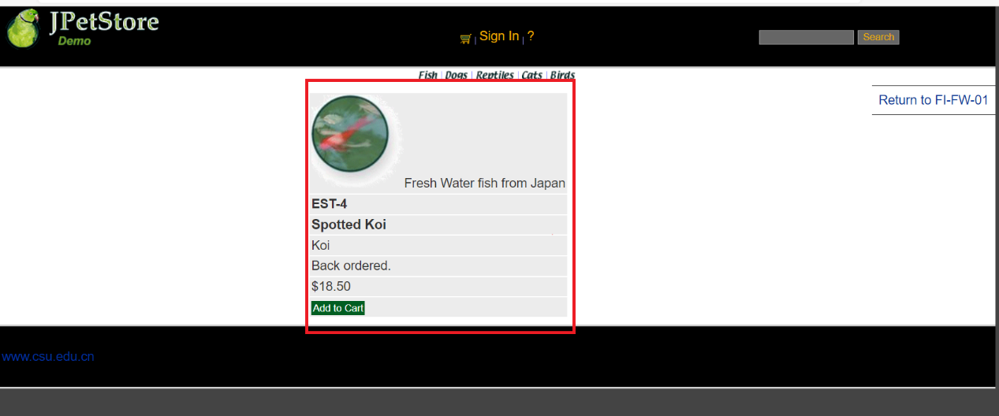 JPetStore
Demo
| Sign In | ?
Search
Fish | Dogs | Reptiles | Cats | Birds
Return to FI-FW-01
Fresh Water fish from Japan
EST-4
Spotted Koi
Koi
Back ordered.
$18.50
Add to Cart
www.csu.edu.cn